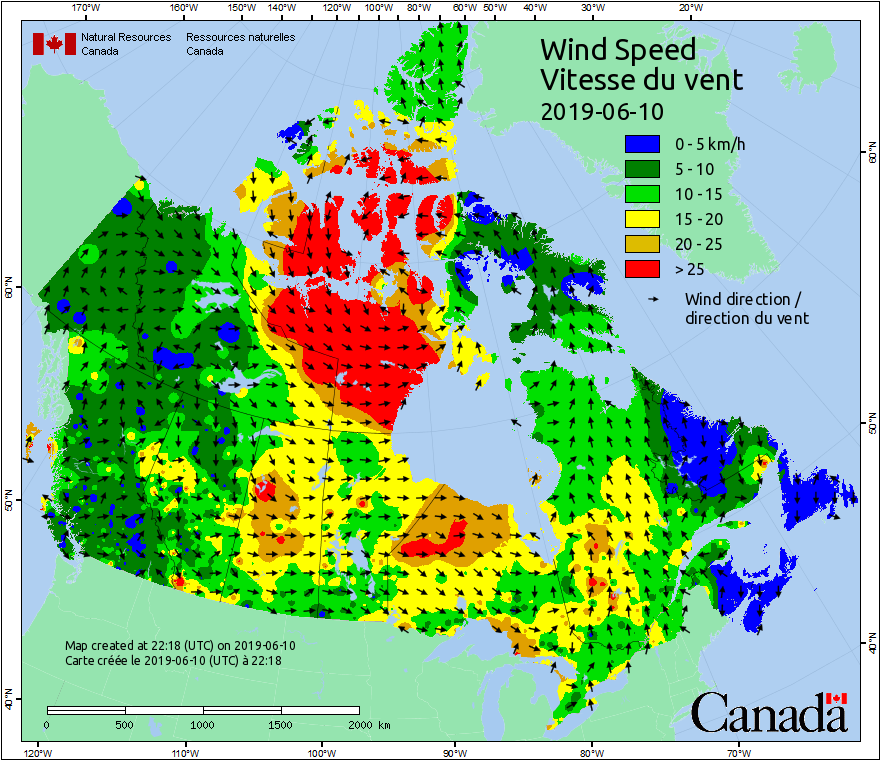 170°W 160°W 150°W 140°W 120°W 100°W 80°W 60°W 50°W 40°W 30°W 20°W
Natural Resources Ressources naturelles
Canada Canada
Wind Speed
Vitesse du vent
2019-06-10
0 - 5 km/h
5 - 10
10 - 15
15 - 20
20 - 25
> 25
Wind direction /
direction du vent
60°N
60°N
50°N
50°N
40°N
40°N
Map created at 22:18 (UTC) on 2019-06-10
Carte créée le 2019-06-10 (UTC) à 22:18
0 500 1000 1500 2000 km
Canada
120°W 110°W 100°W 90°W 80°W 70°W